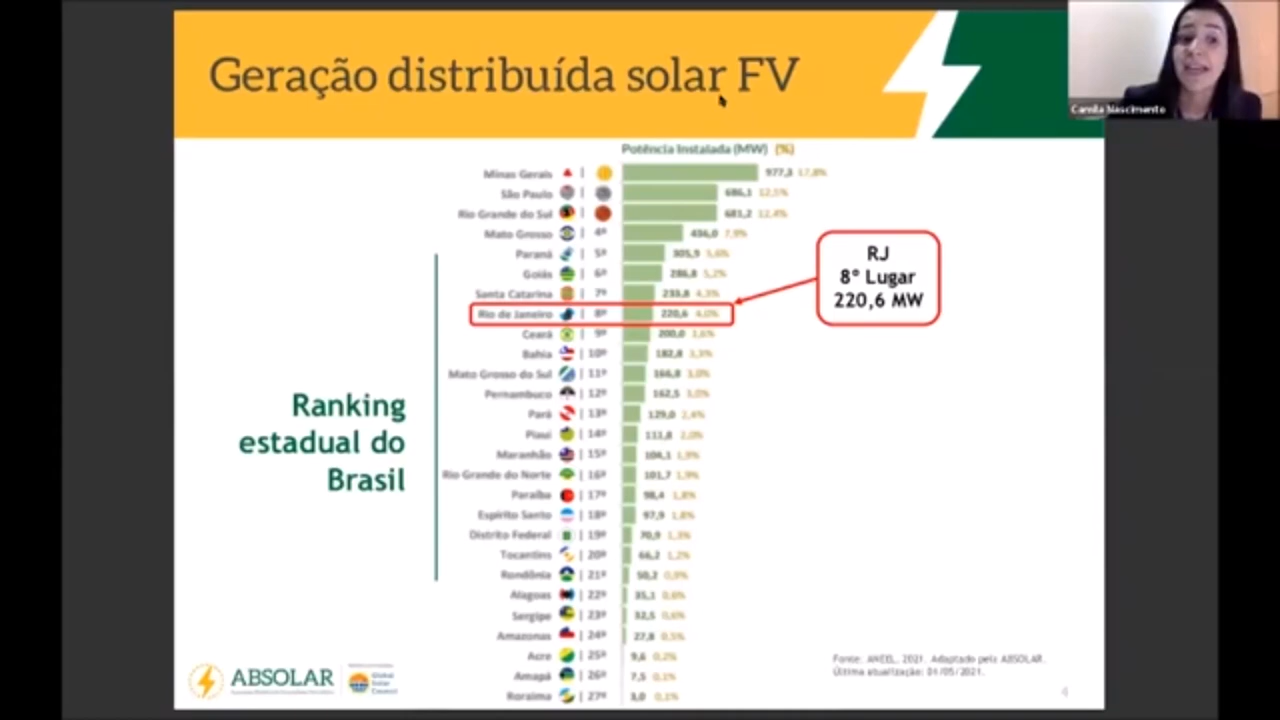 Geração distribuída solar FV
Camila Nascimento
Potência Instalada (MW) (%)
Minas Gerais | 977,3 17,8%
São Paulo | 686,1 12,5%
Rio Grande do Sul | 681,2 12,4%
Mato Grosso | 4º 436,0 7,9%
Paraná | 5º 305,9 5,6%
Goiás | 6º 286,8 5,2%
Santa Catarina | 7º 233,8 4,3%
Rio de Janeiro | 8º 220,6 4,0%
Ceará | 9º 200,0 3,6%
Bahia | 10º 182,8 3,3%
Mato Grosso do Sul | 11º 166,8 3,0%
Pernambuco | 12º 162,5 3,0%
Pará | 13º 129,0 2,4%
Piauí | 14º 111,8 2,0%
Maranhão | 15º 104,1 1,9%
Rio Grande do Norte | 16º 101,7 1,9%
Paraíba | 17º 98,4 1,8%
Espírito Santo | 18º 97,9 1,8%
Distrito Federal | 19º 70,9 1,3%
Tocantins | 20º 66,2 1,2%
Rondônia | 21º 50,2 0,9%
Alagoas | 22º 35,1 0,6%
Sergipe | 23º 32,5 0,6%
Amazonas | 24º 27,8 0,5%
Acre | 25º 9,6 0,2%
Amapá | 26º 7,5 0,1%
Roraima | 27º 3,0 0,1%
RJ
8° Lugar
220,6 MW
Ranking
estadual do
Brasil
ABSOLAR
Global
Solar
Council
Fonte: ANEEL, 2021. Adaptado pela ABSOLAR.
Última atualização: 01/05/2021.
4